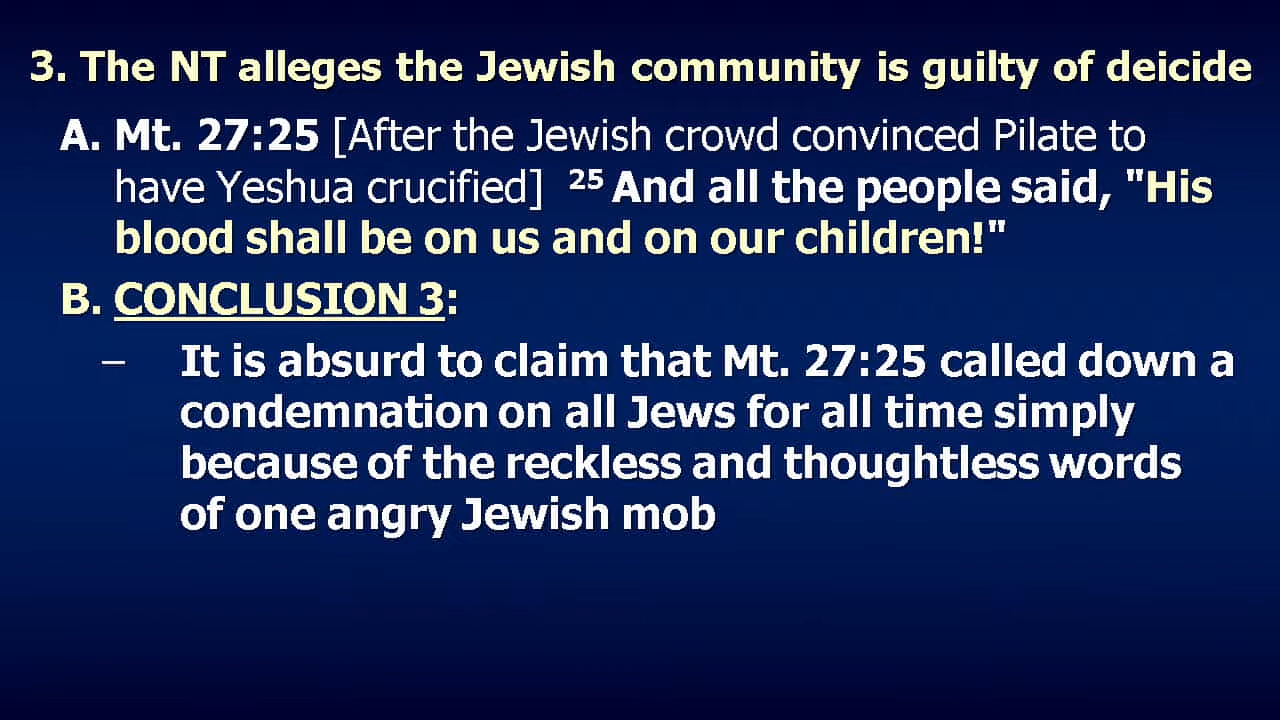 3. The NT alleges the Jewish community is guilty of deicide
A. Mt. 27:25 [After the Jewish crowd convinced Pilate to
have Yeshua crucified] ²⁵ And all the people said, "His
blood shall be on us and on our children!"
B. CONCLUSION 3:
– It is absurd to claim that Mt. 27:25 called down a
condemnation on all Jews for all time simply
because of the reckless and thoughtless words
of one angry Jewish mob